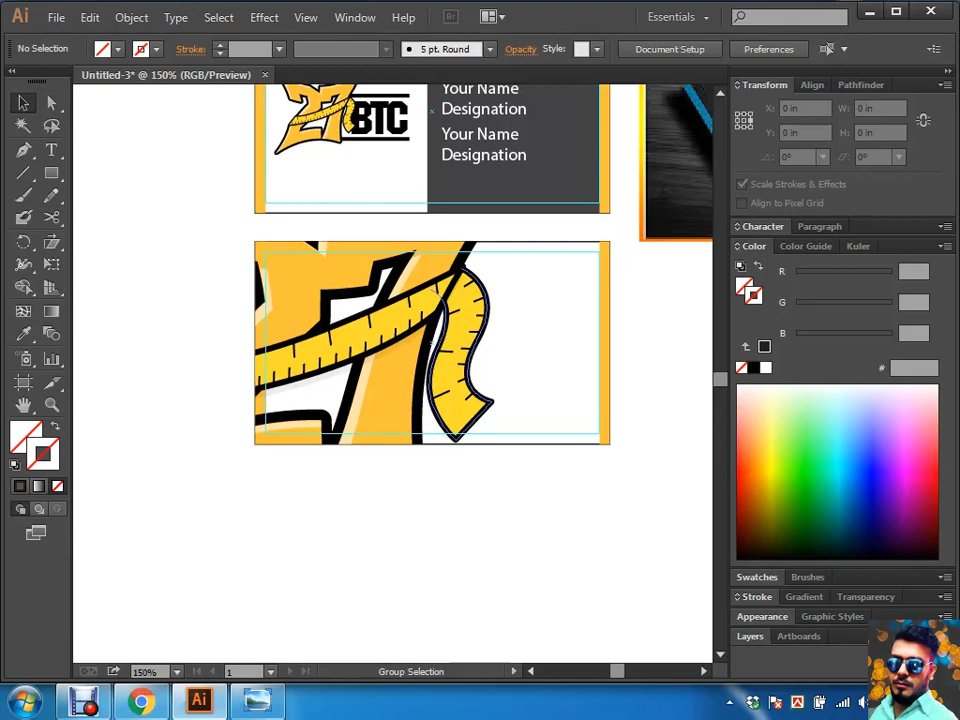 Ai File Edit Object Type Select Effect View Window Help Br Essentials
No Selection Stroke: 5 pt. Round Opacity Style: Document Setup Preferences
Untitled-3* @ 150% (RGB/Preview)
27 BTC
Your Name
Designation
Your Name
Designation
Transform Align Pathfinder
X: 0 in W: 0 in
Y: 0 in H: 0 in
0° 0°
Scale Strokes & Effects
Align to Pixel Grid
Character Paragraph
Color Color Guide Kuler
R
G
B
#
Swatches Brushes
Stroke Gradient Transparency
Appearance Graphic Styles
Layers Artboards
150% 1 Group Selection
Ai